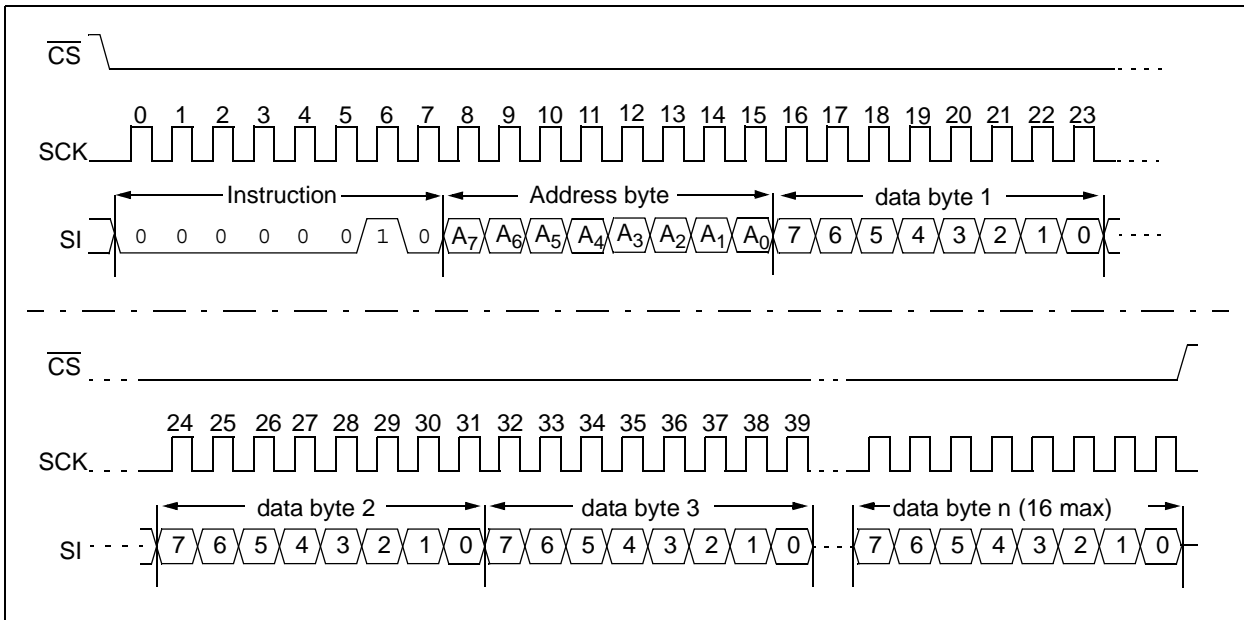 CS
0 1 2 3 4 5 6 7 8 9 10 11 12 13 14 15 16 17 18 19 20 21 22 23
SCK
Instruction Address byte data byte 1
SI 0 0 0 0 0 0 1 0 A7 A6 A5 A4 A3 A2 A1 A0 7 6 5 4 3 2 1 0
CS
24 25 26 27 28 29 30 31 32 33 34 35 36 37 38 39
SCK
data byte 2 data byte 3 data byte n (16 max)
SI 7 6 5 4 3 2 1 0 7 6 5 4 3 2 1 0 7 6 5 4 3 2 1 0